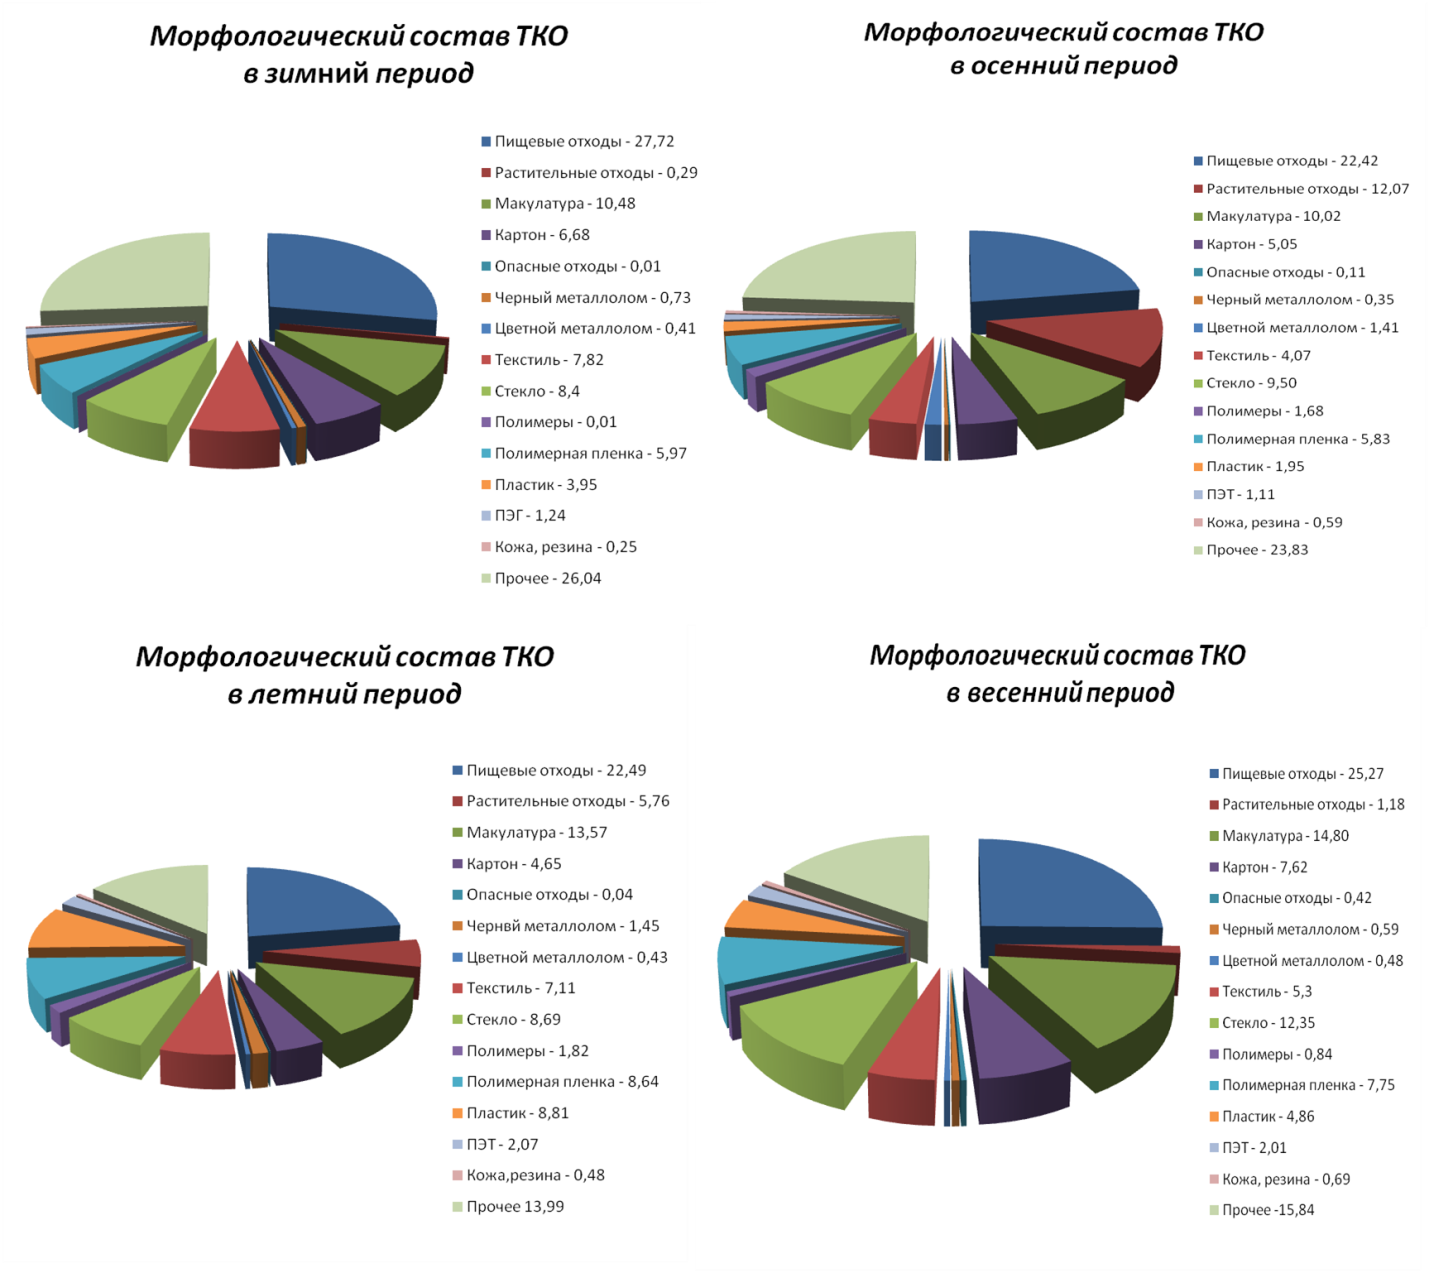 Морфологический состав ТКО
в зимний период
Пищевые отходы - 27,72
Растительные отходы - 0,29
Макулатура - 10,48
Картон - 6,68
Опасные отходы - 0,01
Черный металлолом - 0,73
Цветной металлолом - 0,41
Текстиль - 7,82
Стекло - 8,4
Полимеры - 0,01
Полимерная пленка - 5,97
Пластик - 3,95
ПЭГ - 1,24
Кожа, резина - 0,25
Прочее - 26,04
Морфологический состав ТКО
в осенний период
Пищевые отходы - 22,42
Растительные отходы - 12,07
Макулатура - 10,02
Картон - 5,05
Опасные отходы - 0,11
Черный металлолом - 0,35
Цветной металлолом - 1,41
Текстиль - 4,07
Стекло - 9,50
Полимеры - 1,68
Полимерная пленка - 5,83
Пластик - 1,95
ПЭТ - 1,11
Кожа, резина - 0,59
Прочее - 23,83
Морфологический состав ТКО
в летний период
Пищевые отходы - 22,49
Растительные отходы - 5,76
Макулатура - 13,57
Картон - 4,65
Опасные отходы - 0,04
Чернвй металлолом - 1,45
Цветной металлолом - 0,43
Текстиль - 7,11
Стекло - 8,69
Полимеры - 1,82
Полимерная пленка - 8,64
Пластик - 8,81
ПЭТ - 2,07
Кожа,резина - 0,48
Прочее 13,99
Морфологический состав ТКО
в весенний период
Пищевые отходы - 25,27
Растительные отходы - 1,18
Макулатура - 14,80
Картон - 7,62
Опасные отходы - 0,42
Черный металлолом - 0,59
Цветной металлолом - 0,48
Текстиль - 5,3
Стекло - 12,35
Полимеры - 0,84
Полимерная пленка - 7,75
Пластик - 4,86
ПЭТ - 2,01
Кожа, резина - 0,69
Прочее -15,84